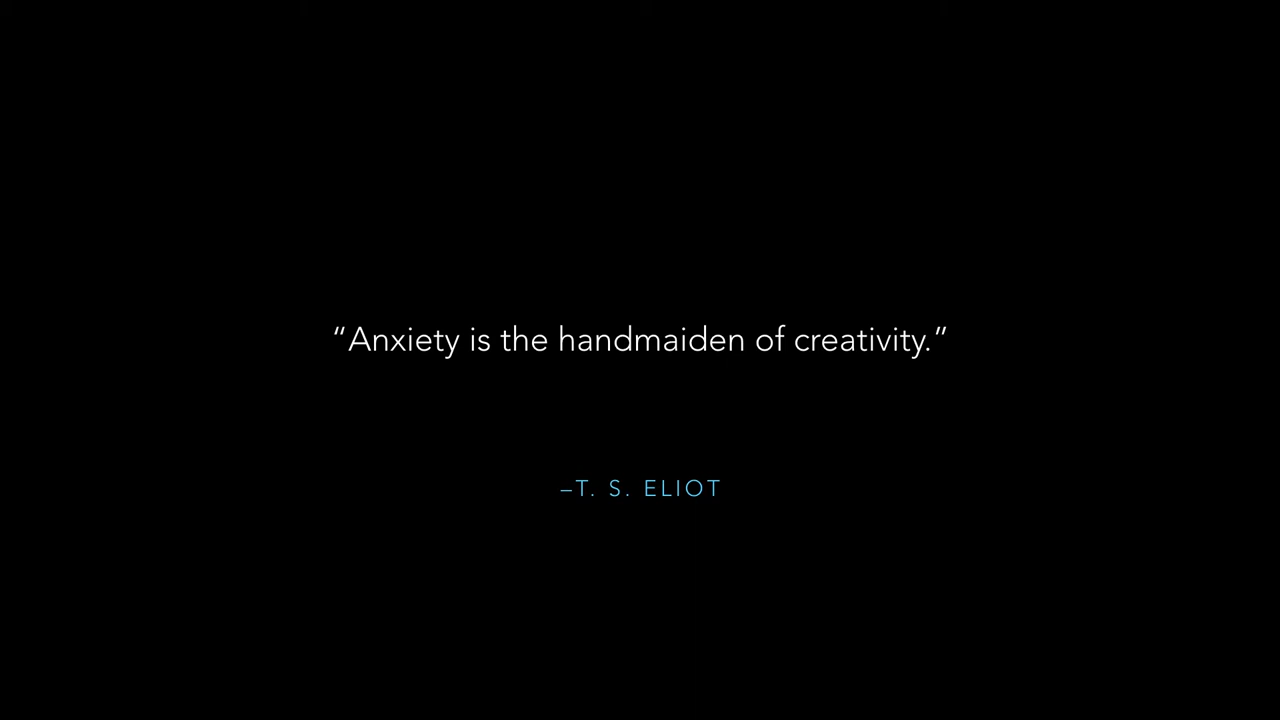 “Anxiety is the handmaiden of creativity.”
–T. S. ELIOT